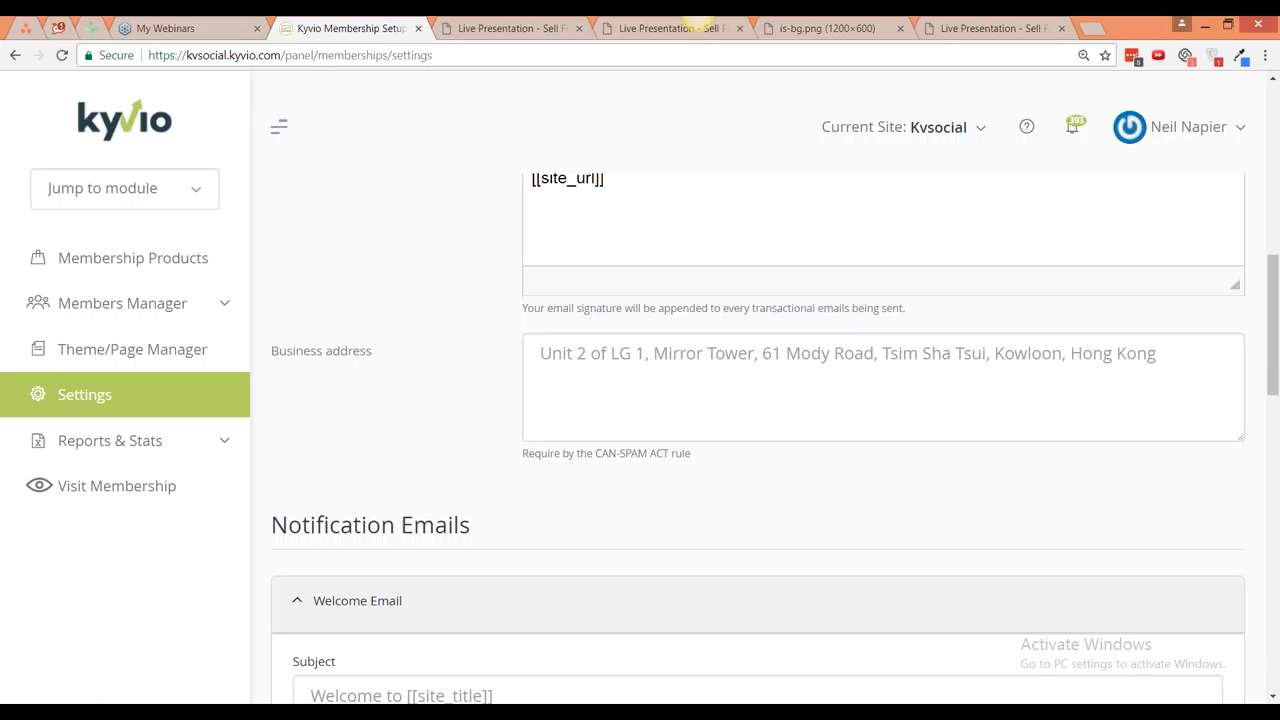 My Webinars
Kyvio Membership Setup
Live Presentation - Sell F
Live Presentation - Sell F
is-bg.png (1200×600)
Live Presentation - Sell F
Secure
https://kvsocial.kyvio.com/panel/memberships/settings
kyvio
Current Site: Kvsocial
393
Neil Napier
Jump to module
Membership Products
Members Manager
Theme/Page Manager
Settings
Reports & Stats
Visit Membership
[[site_url]]
Your email signature will be appended to every transactional emails being sent.
Business address
Unit 2 of LG 1, Mirror Tower, 61 Mody Road, Tsim Sha Tsui, Kowloon, Hong Kong
Require by the CAN-SPAM ACT rule
Notification Emails
Welcome Email
Subject
Welcome to [[site_title]]
Activate Windows
Go to PC settings to activate Windows.